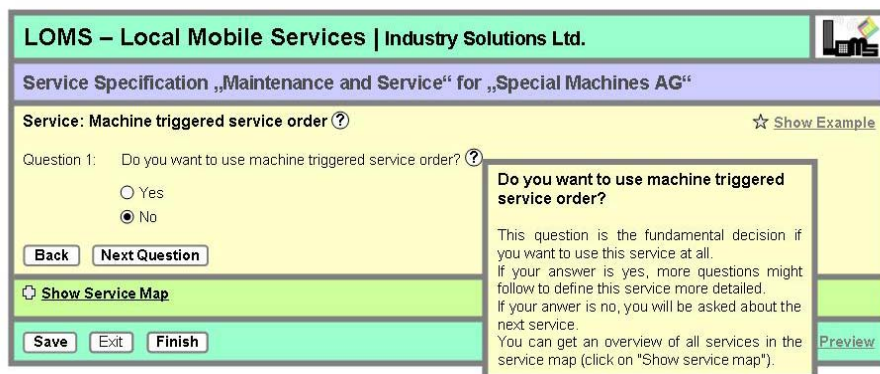 LOMS – Local Mobile Services | Industry Solutions Ltd.
Loms
Service Specification „Maintenance and Service“ for „Special Machines AG“
Service: Machine triggered service order ?
☆ Show Example
Question 1: Do you want to use machine triggered service order? ?
Yes
No
Back Next Question
Do you want to use machine triggered
service order?
This question is the fundamental decision if
you want to use this service at all.
If your answer is yes, more questions might
follow to define this service more detailed.
If your anwer is no, you will be asked about the
next service.
You can get an overview of all services in the
service map (click on "Show service map").
Show Service Map
Save Exit Finish
Preview